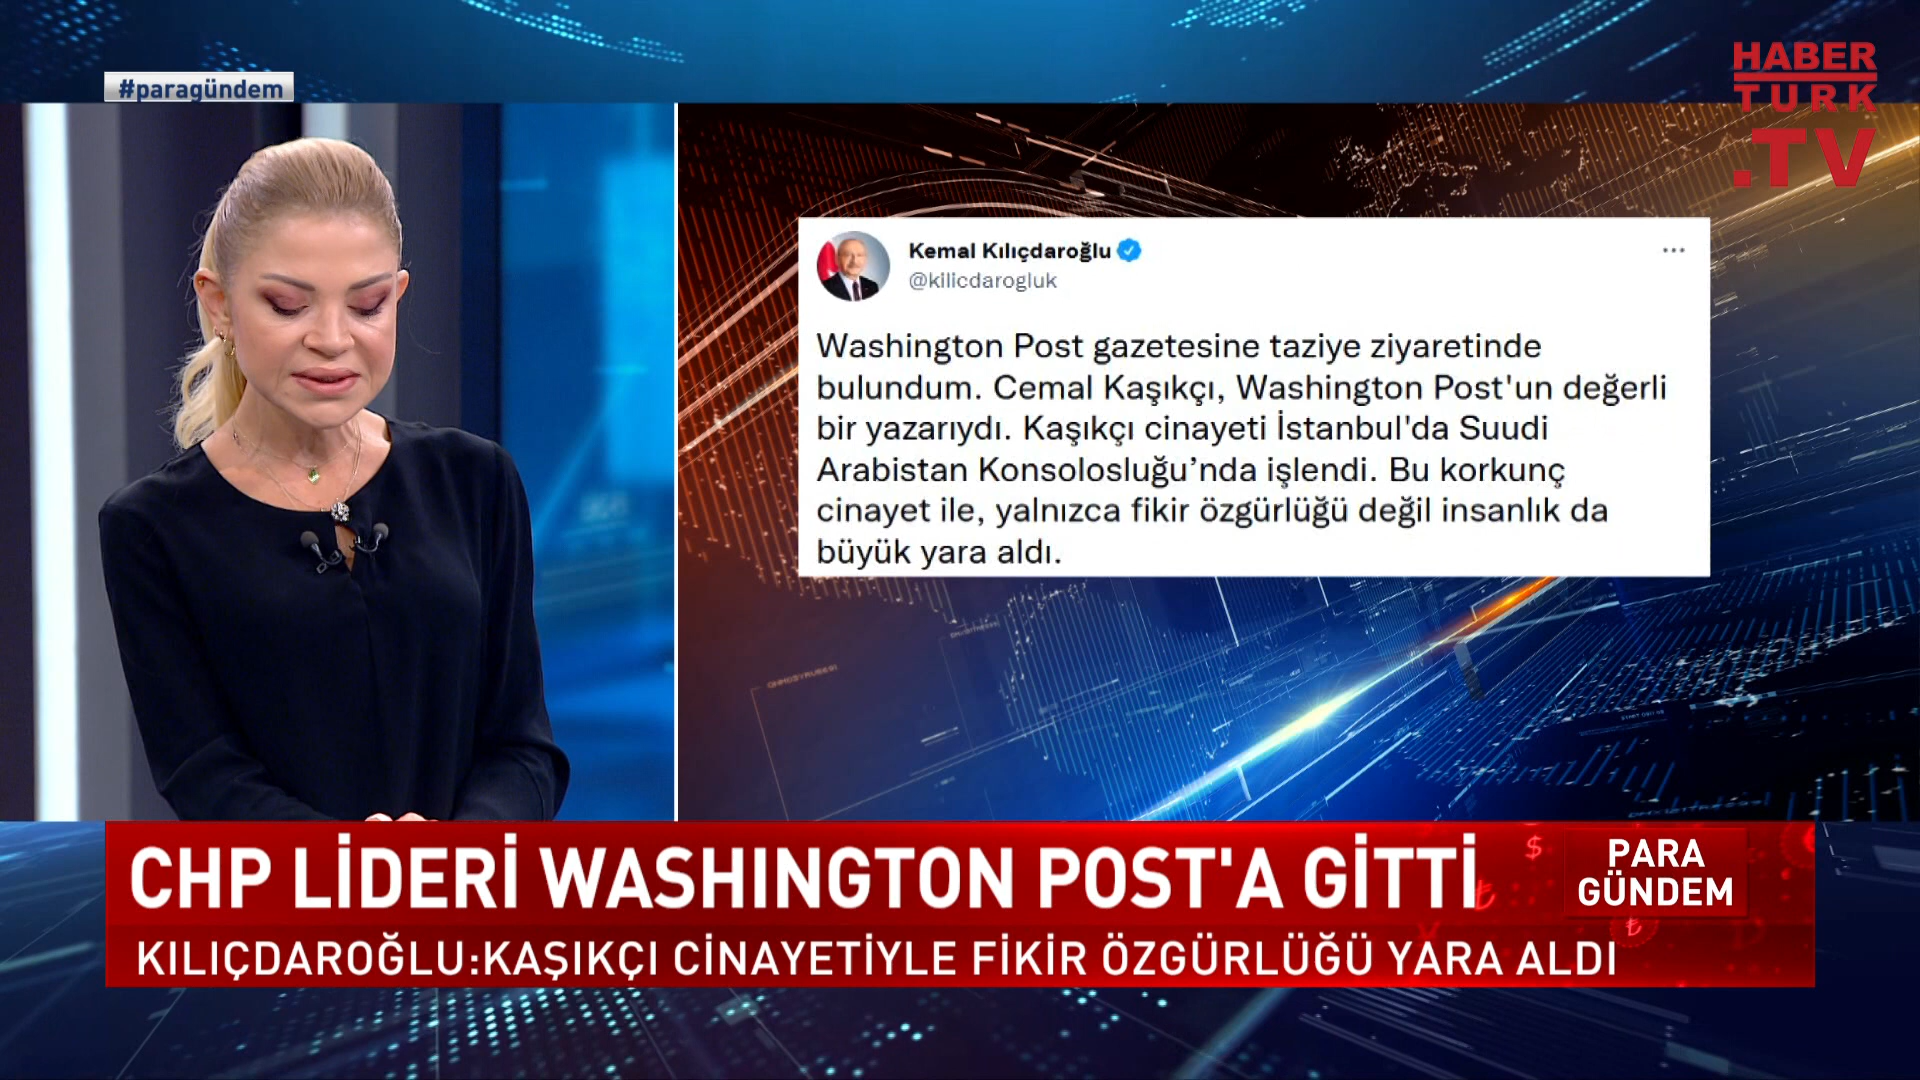 #paragündem
HABER
TURK
.TV
Kemal Kılıçdaroğlu
@kilicdarogluk
Washington Post gazetesine taziye ziyaretinde
bulundum. Cemal Kaşıkçı, Washington Post'un değerli
bir yazarıydı. Kaşıkçı cinayeti İstanbul'da Suudi
Arabistan Konsolosluğu’nda işlendi. Bu korkunç
cinayet ile, yalnızca fikir özgürlüğü değil insanlık da
büyük yara aldı.
CHP LİDERİ WASHINGTON POST'A GİTTİ
PARA
GÜNDEM
KILIÇDAROĞLU:KAŞIKÇI CİNAYETİYLE FİKİR ÖZGÜRLÜĞÜ YARA ALDI